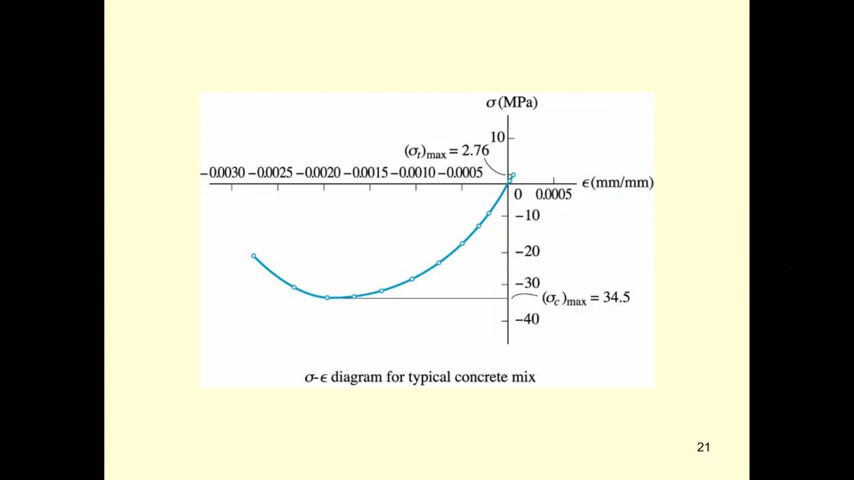 σ(MPa)
10
(σₜ)max = 2.76
−0.0030 −0.0025 −0.0020 −0.0015 −0.0010 −0.0005
ϵ(mm/mm)
0 0.0005
−10
−20
−30
(σ꜀)max = 34.5
−40
σ-ϵ diagram for typical concrete mix
21